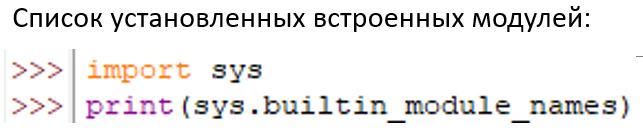 Список установленных встроенных модулей:
>>> import sys
>>> print(sys.builtin_module_names)